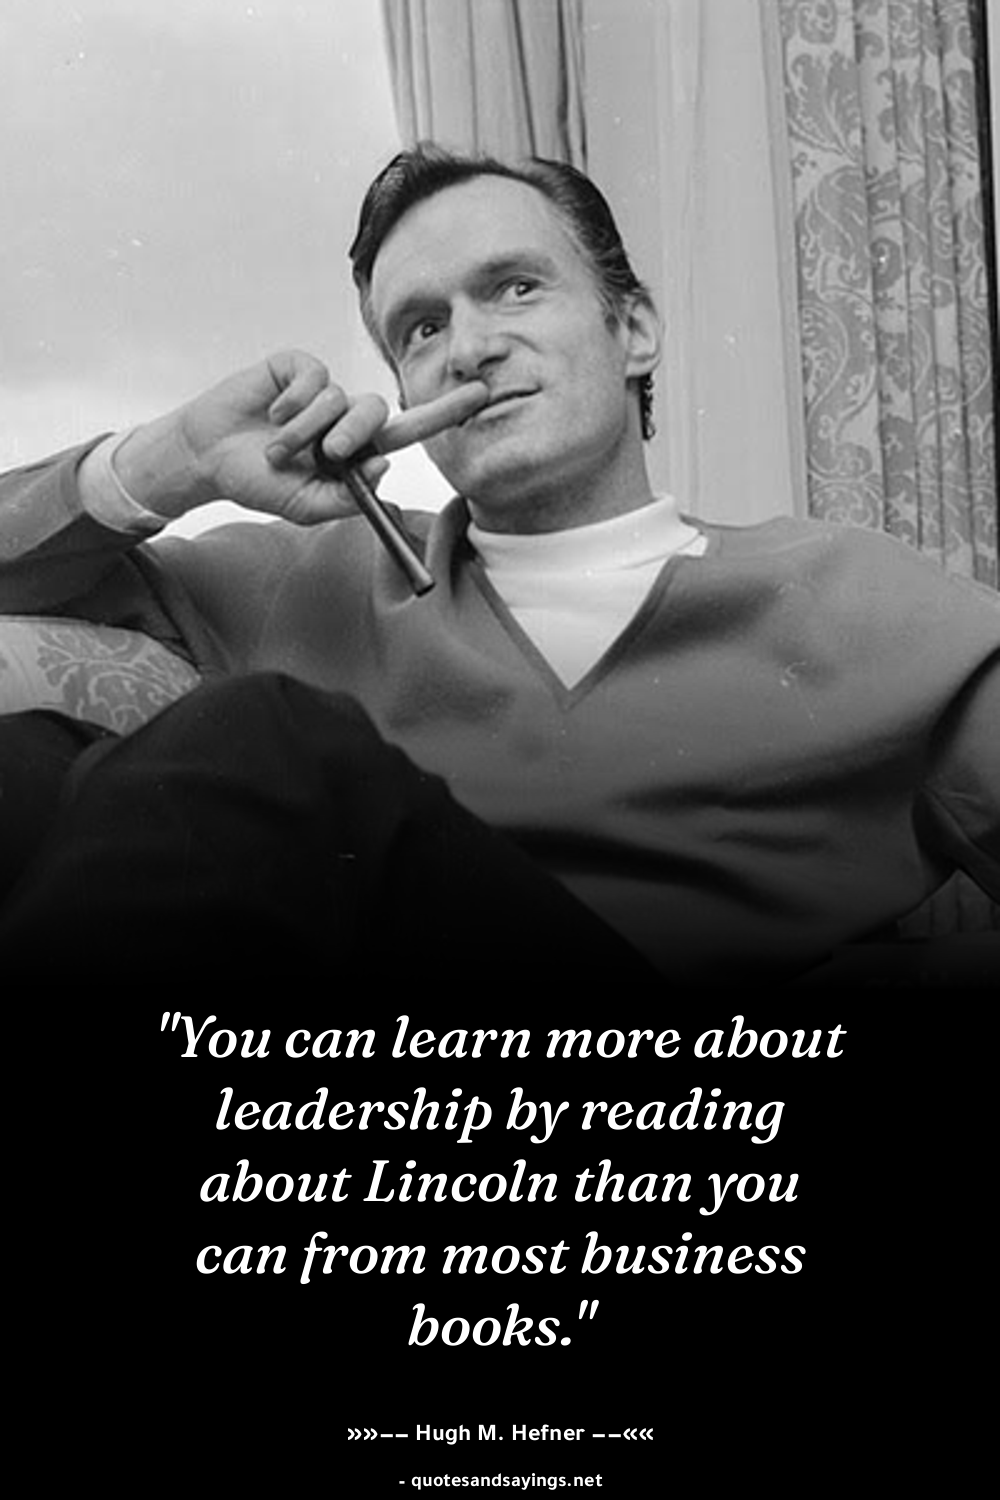 "You can learn more about
leadership by reading
about Lincoln than you
can from most business
books."
»»–– Hugh M. Hefner ––««
- quotesandsayings.net